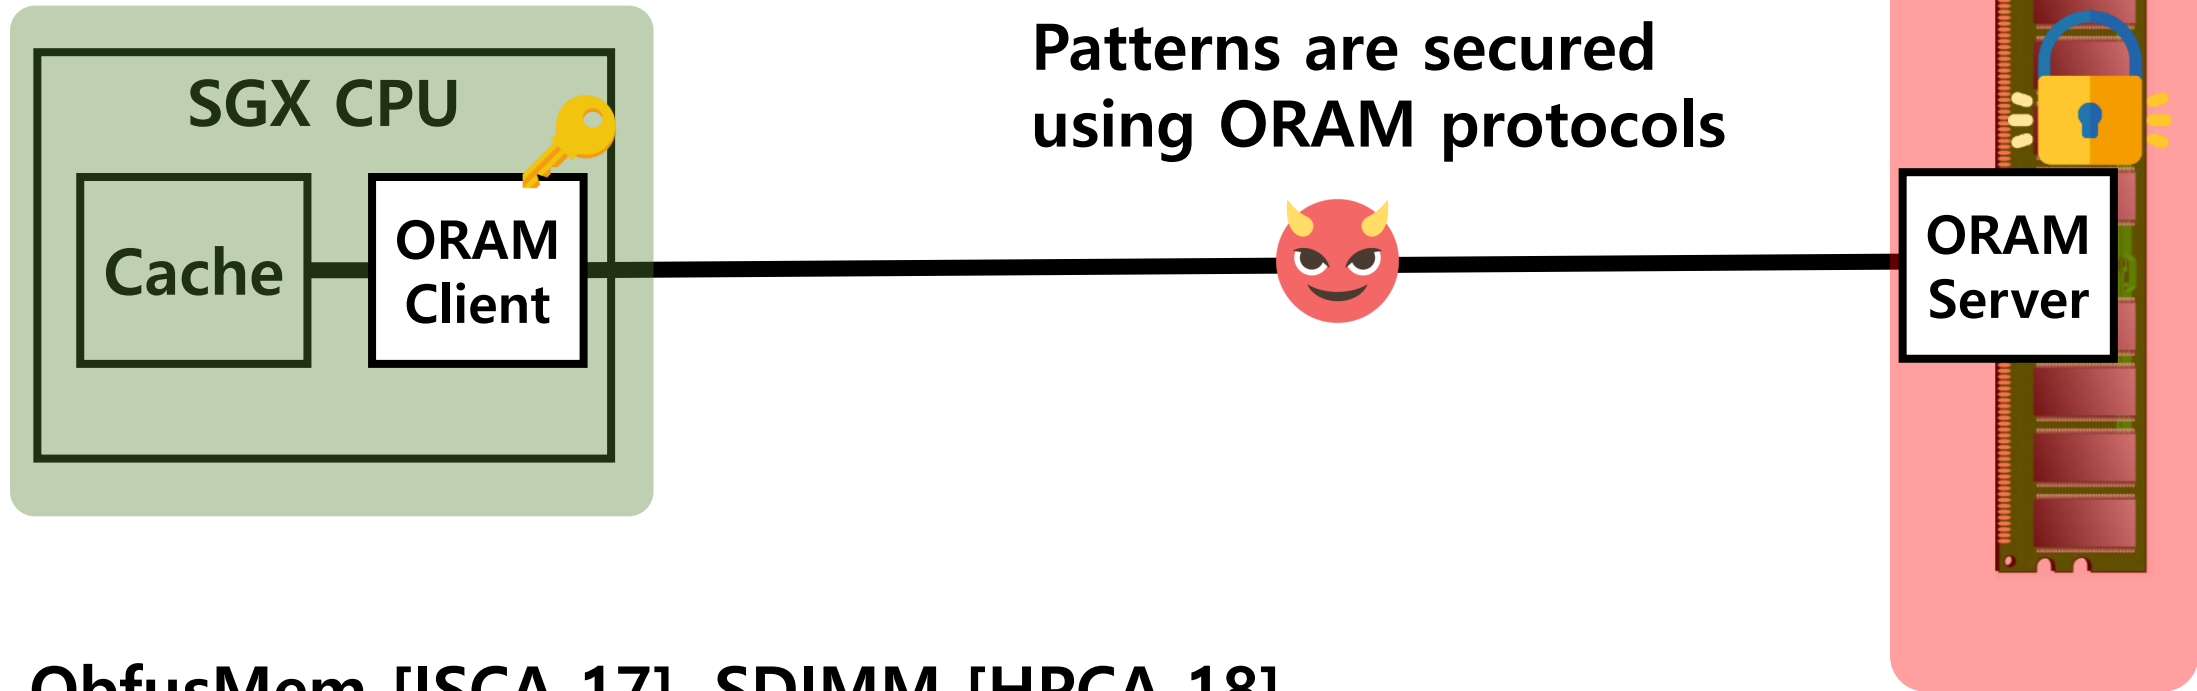 Patterns are secured
using ORAM protocols
SGX CPU
Cache
ORAM
Client
ORAM
Server
ObfusMem [ISCA 17], SDIMM [HPCA 18]